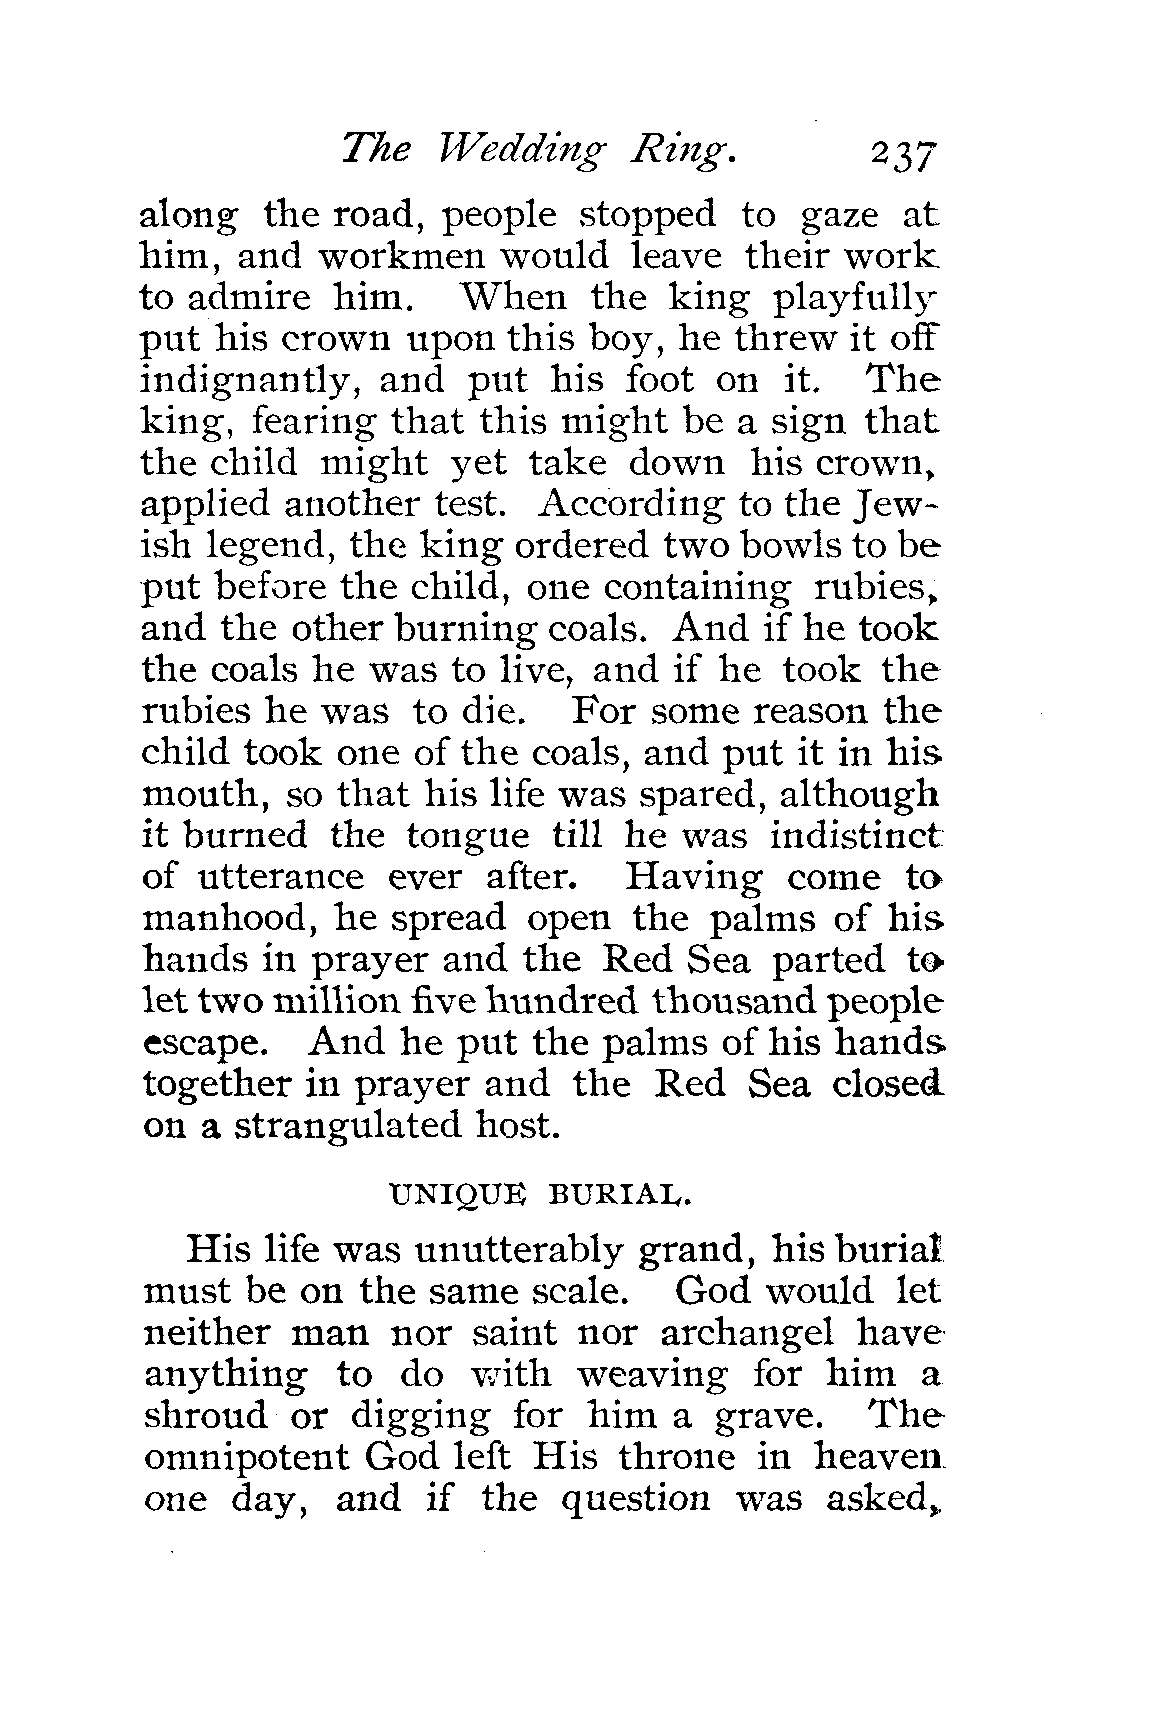 The Wedding Ring. 237
along the road, people stopped to gaze at
him, and workmen would leave their work
to admire him. When the king playfully
put his crown upon this boy, he threw it off
indignantly, and put his foot on it. The
king, fearing that this might be a sign that
the child might yet take down his crown,
applied another test. According to the Jew-
ish legend, the king ordered two bowls to be
put before the child, one containing rubies,
and the other burning coals. And if he took
the coals he was to live, and if he took the
rubies he was to die. For some reason the
child took one of the coals, and put it in his
mouth, so that his life was spared, although
it burned the tongue till he was indistinct
of utterance ever after. Having come to
manhood, he spread open the palms of his
hands in prayer and the Red Sea parted to
let two million five hundred thousand people
escape. And he put the palms of his hands
together in prayer and the Red Sea closed
on a strangulated host.
UNIQUE BURIAL.
His life was unutterably grand, his burial
must be on the same scale. God would let
neither man nor saint nor archangel have
anything to do with weaving for him a
shroud or digging for him a grave. The
omnipotent God left His throne in heaven
one day, and if the question was asked,